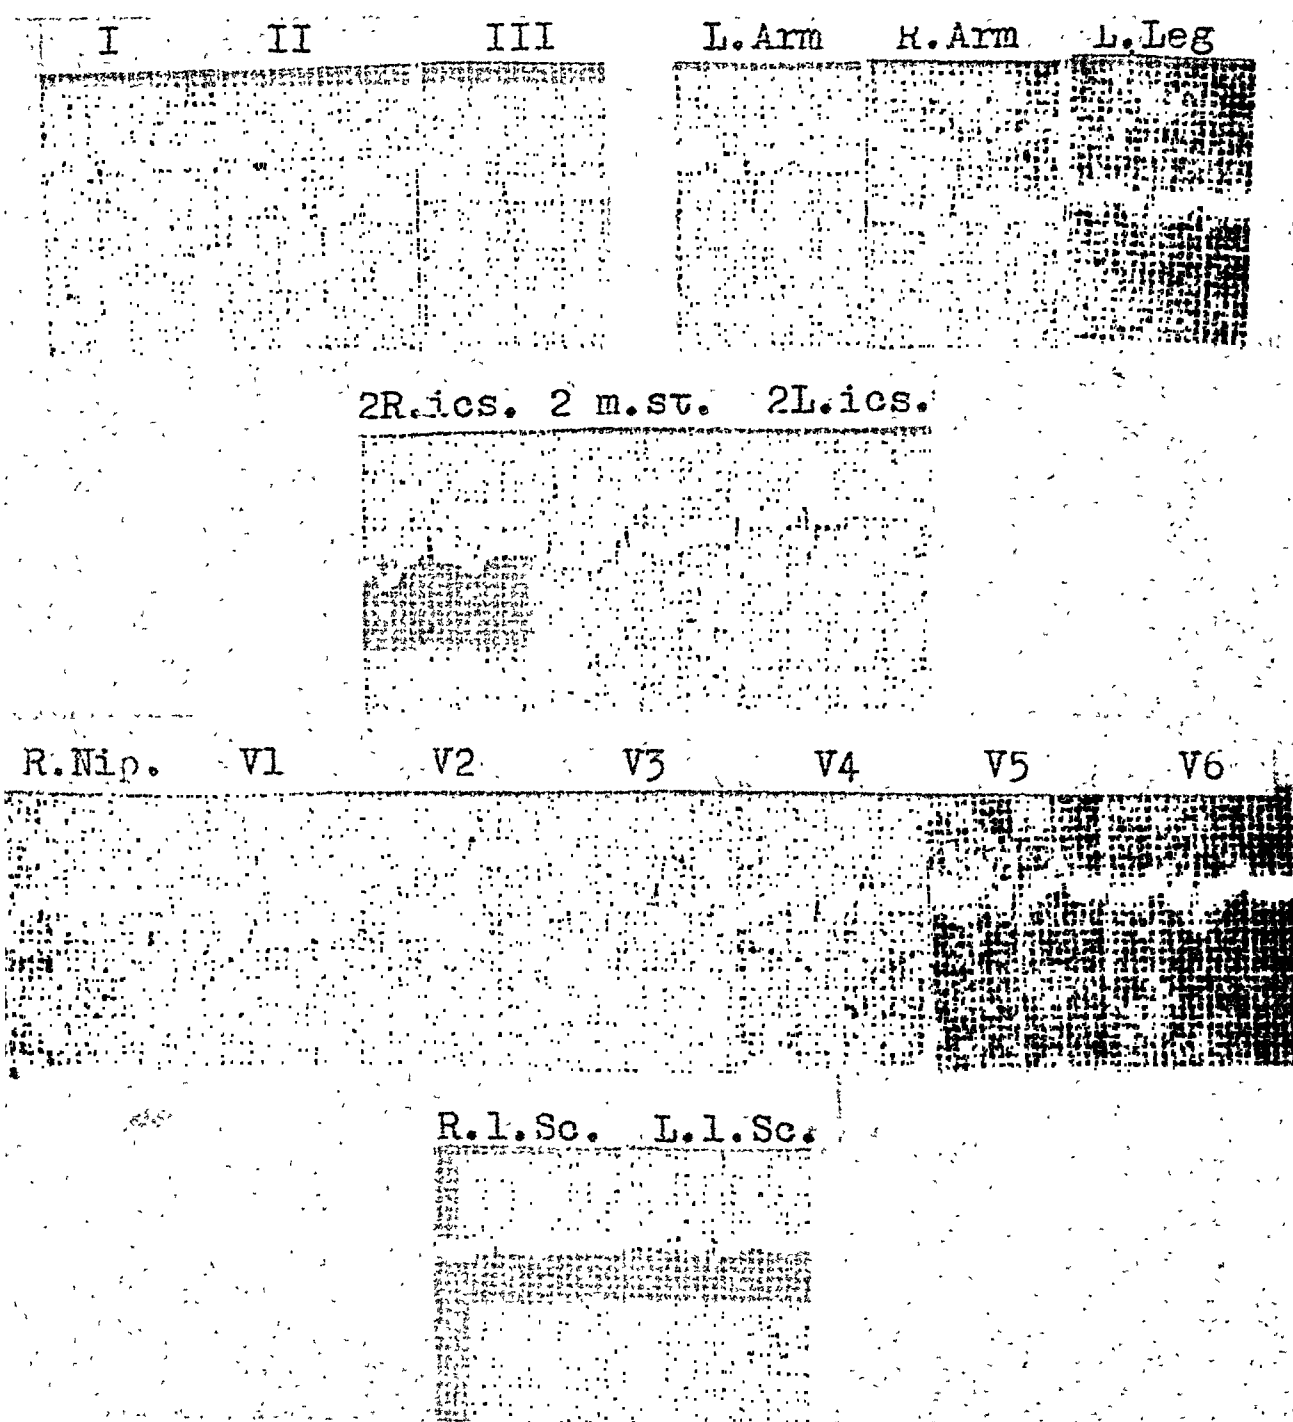 I II III L.Arm R.Arm L.Leg
2R.ics. 2 m.st. 2L.ics.
R.Nip. V1 V2 V3 V4 V5 V6
R.l.Sc. L.l.Sc.